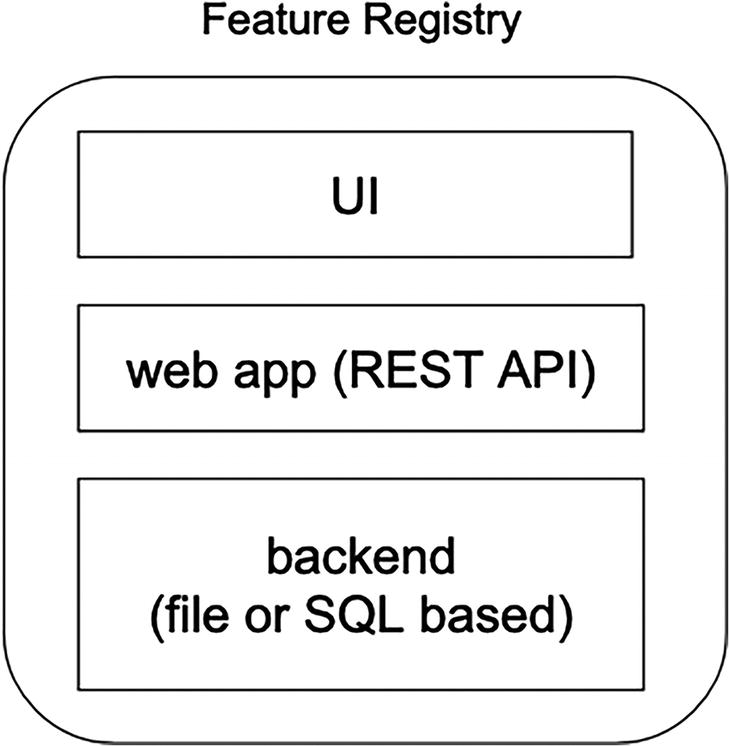 Feature Registry
UI
web app (REST API)
backend
(file or SQL based)